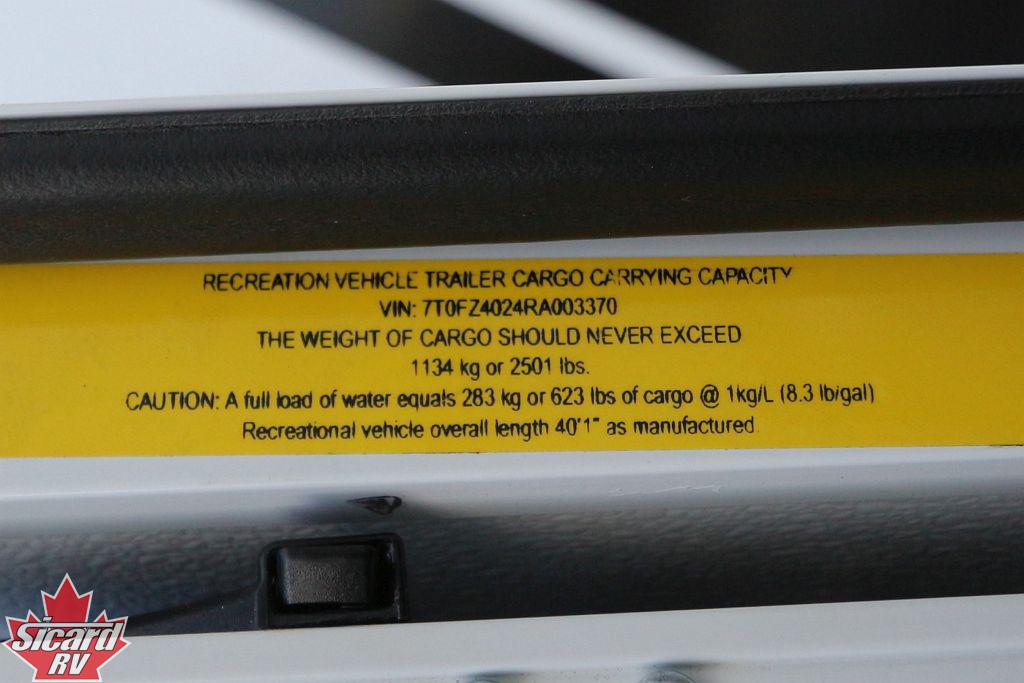 RECREATION VEHICLE TRAILER CARGO CARRYING CAPACITY
VIN: 7T0FZ4024RA003370
THE WEIGHT OF CARGO SHOULD NEVER EXCEED
1134 kg or 2501 lbs.
CAUTION: A full load of water equals 283 kg or 623 lbs of cargo @ 1kg/L (8.3 lb/gal)
Recreational vehicle overall length 40'1" as manufactured
Sicard
RV